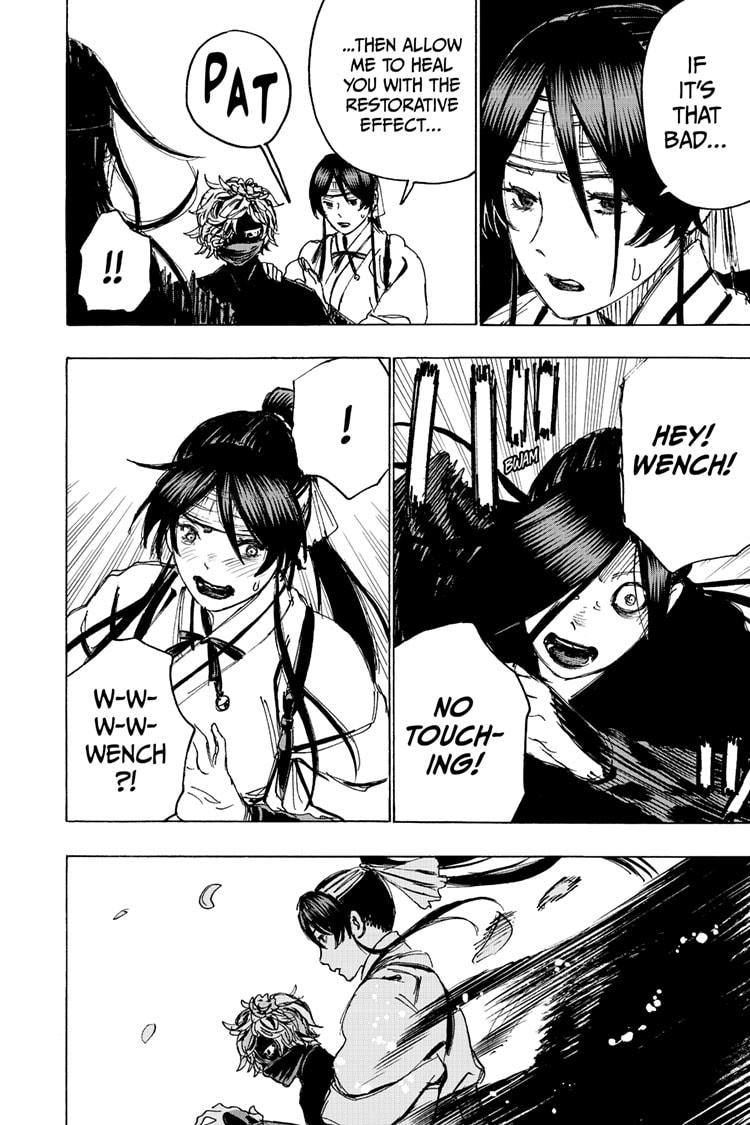 IF
IT'S
THAT
BAD...
...THEN ALLOW
ME TO HEAL
YOU WITH THE
RESTORATIVE
EFFECT...
PAT
!!
HEY!
WENCH!
BWAM
NO
TOUCH-
ING!
!
W-W-
W-W-
WENCH
?!